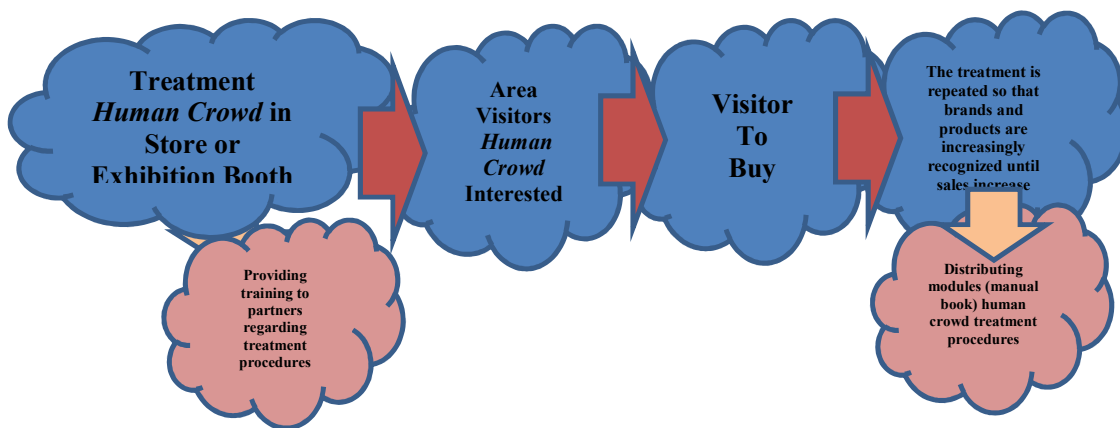 Treatment
Human Crowd in
Store or
Exhibition Booth
Area
Visitors
Human
Crowd
Interested
Visitor
To
Buy
The treatment is
repeated so that
brands and
products are
increasingly
recognized until
sales increase
Providing
training to
partners
regarding
treatment
procedures
Distributing
modules (manual
book) human
crowd treatment
procedures